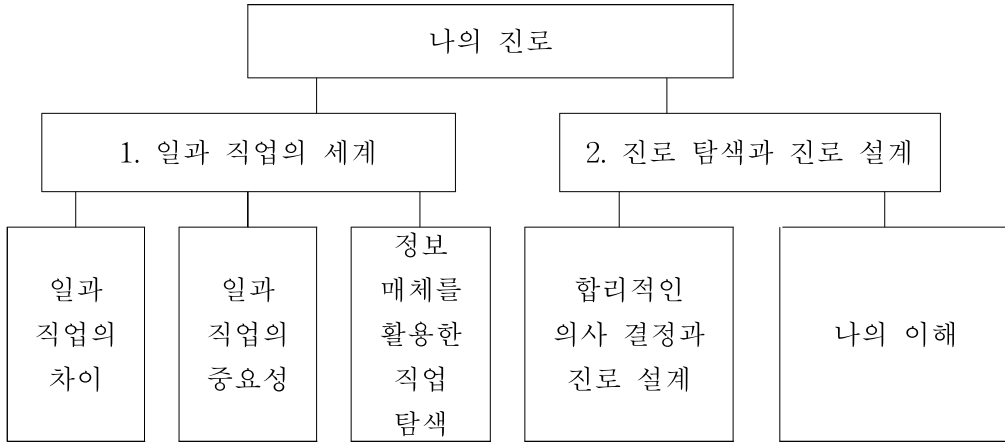 나의 진로
1. 일과 직업의 세계
2. 진로 탐색과 진로 설계
일과
직업의
차이
일과
직업의
중요성
정보
매체를
활용한
직업
탐색
합리적인
의사 결정과
진로 설계
나의 이해